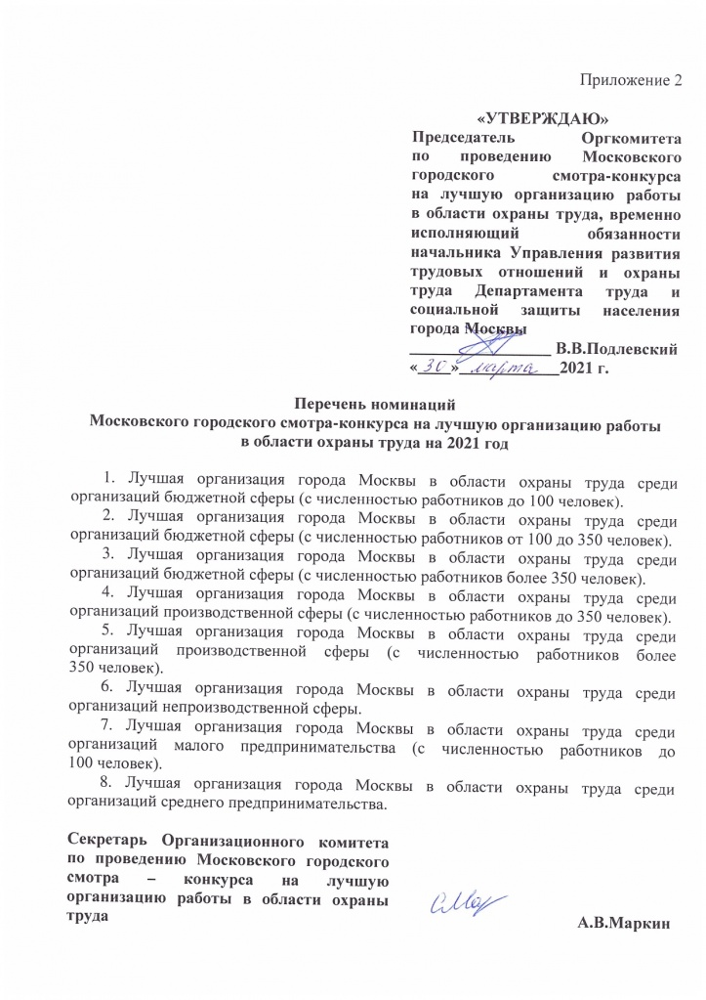 Приложение 2
«УТВЕРЖДАЮ»
Председатель Оргкомитета
по проведению Московского
городского смотра-конкурса
на лучшую организацию работы
в области охраны труда, временно
исполняющий обязанности
начальника Управления развития
трудовых отношений и охраны
труда Департамента труда и
социальной защиты населения
города Москвы
_________________ В.В.Подлевский
«_30_»__марта__2021 г.
Перечень номинаций
Московского городского смотра-конкурса на лучшую организацию работы
в области охраны труда на 2021 год
1. Лучшая организация города Москвы в области охраны труда среди
организаций бюджетной сферы (с численностью работников до 100 человек).
2. Лучшая организация города Москвы в области охраны труда среди
организаций бюджетной сферы (с численностью работников от 100 до 350 человек).
3. Лучшая организация города Москвы в области охраны труда среди
организаций бюджетной сферы (с численностью работников более 350 человек).
4. Лучшая организация города Москвы в области охраны труда среди
организаций производственной сферы (с численностью работников до 350 человек).
5. Лучшая организация города Москвы в области охраны труда среди
организаций производственной сферы (с численностью работников более
350 человек).
6. Лучшая организация города Москвы в области охраны труда среди
организаций непроизводственной сферы.
7. Лучшая организация города Москвы в области охраны труда среди
организаций малого предпринимательства (с численностью работников до
100 человек).
8. Лучшая организация города Москвы в области охраны труда среди
организаций среднего предпринимательства.
Секретарь Организационного комитета
по проведению Московского городского
смотра – конкурса на лучшую
организацию работы в области охраны
труда
А.В.Маркин